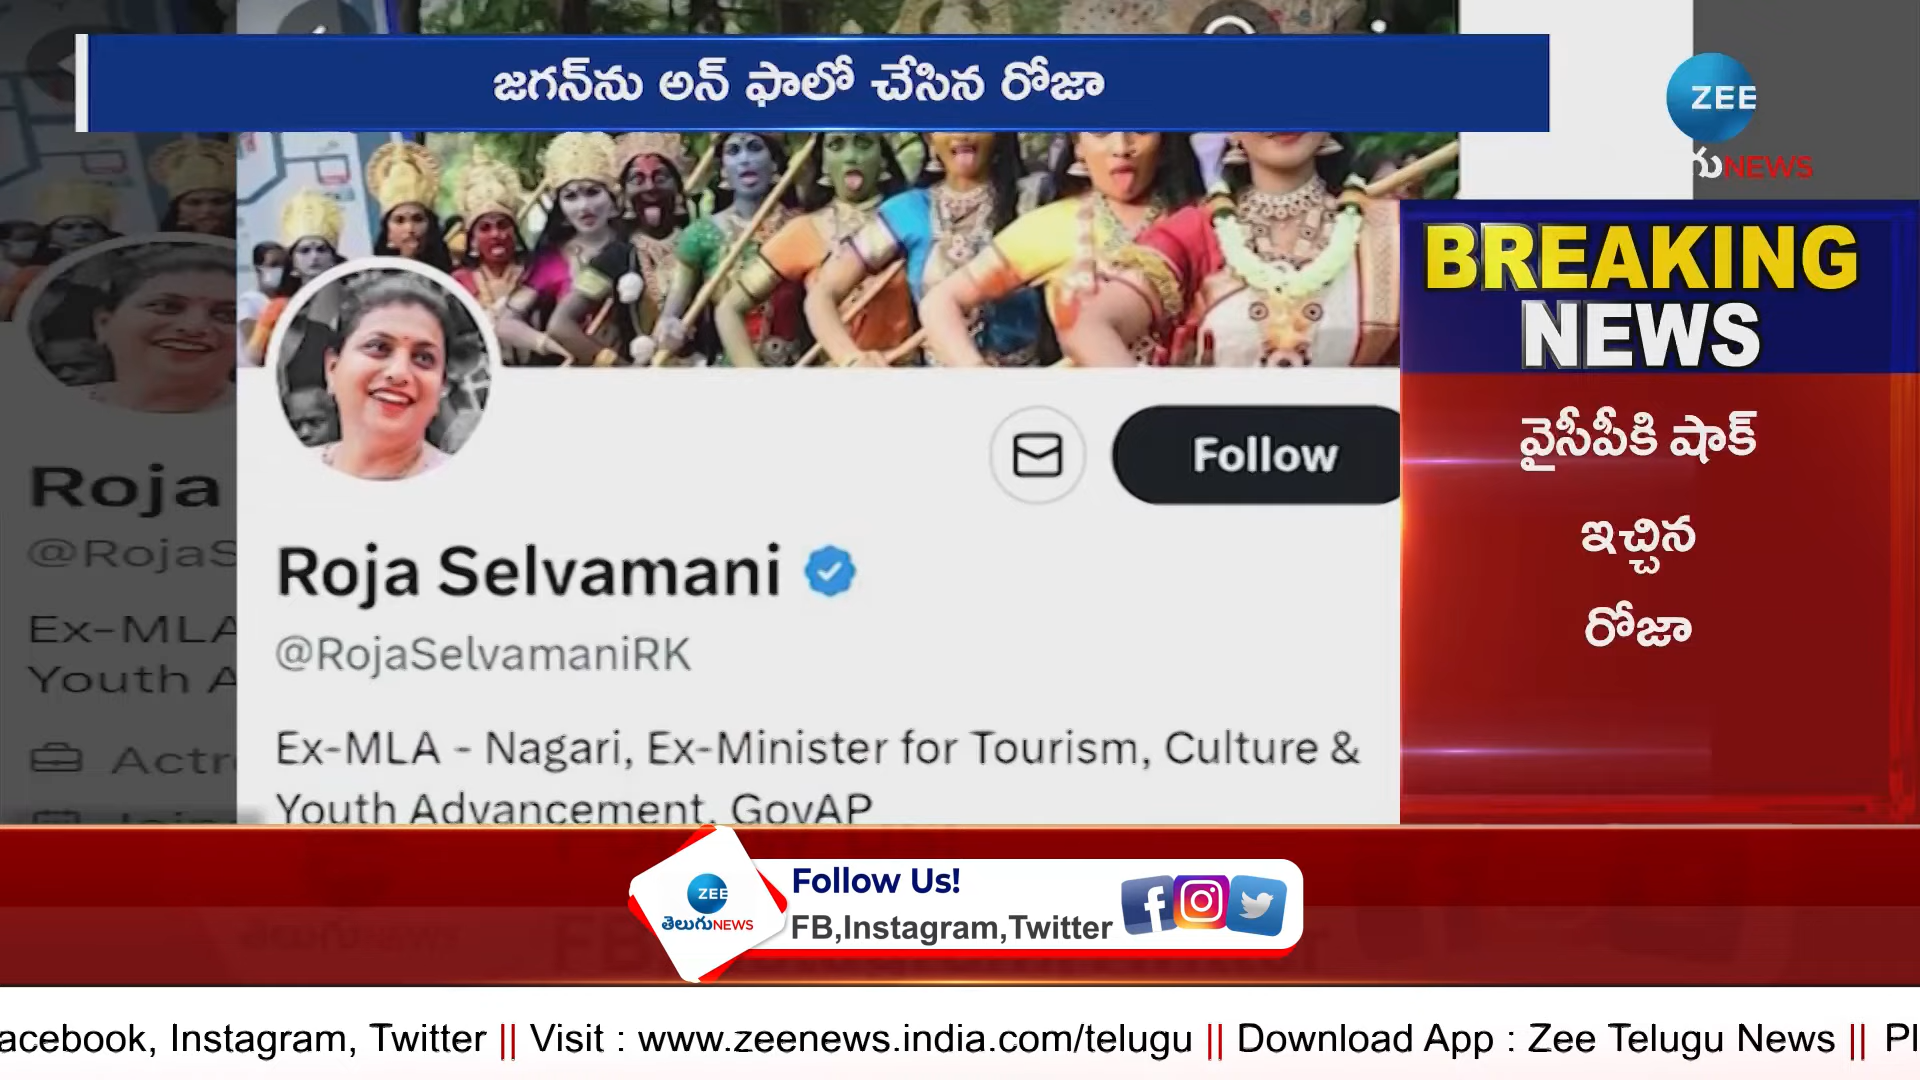 జగన్‌ను అన్ ఫాలో చేసిన రోజా
ZEE
గుNEWS
BREAKING
NEWS
వైసీపీకి షాక్
ఇచ్చిన
రోజా
Follow
Roja Selvamani
@RojaSelvamaniRK
Ex-MLA - Nagari, Ex-Minister for Tourism, Culture &
Youth Advancement, GovAP
Roja
@RojaS
Ex-MLA
Youth A
Actr
ZEE
తెలుగుNEWS
Follow Us!
FB,Instagram,Twitter
acebook, Instagram, Twitter || Visit : www.zeenews.india.com/telugu || Download App : Zee Telugu News || Pl